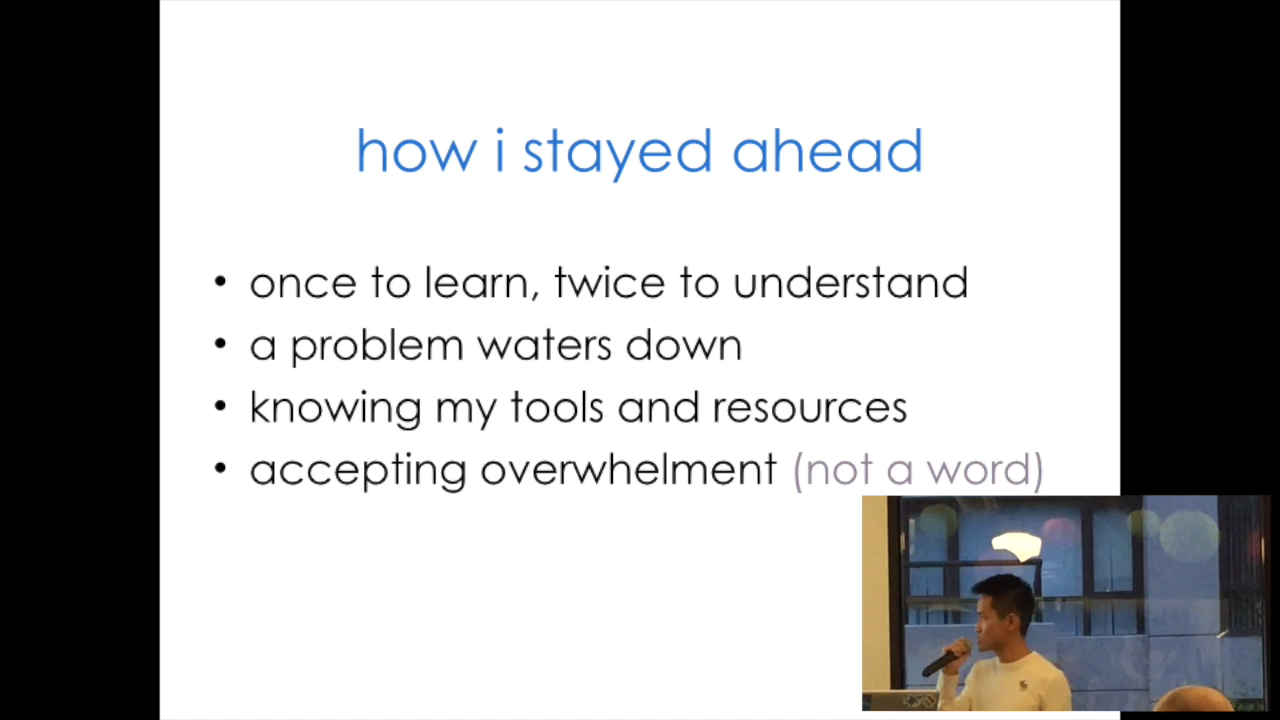 how i stayed ahead
• once to learn, twice to understand
• a problem waters down
• knowing my tools and resources
• accepting overwhelment (not a word)